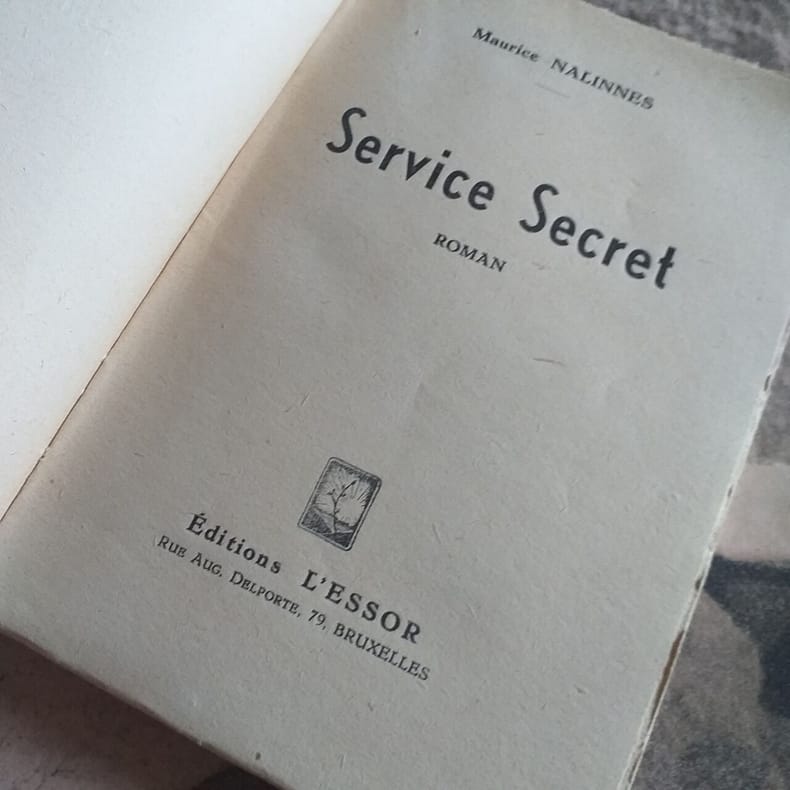 Maurice NALINNES
Service Secret
ROMAN
Éditions L'ESSOR
RUE AUG. DELPORTE, 79, BRUXELLES